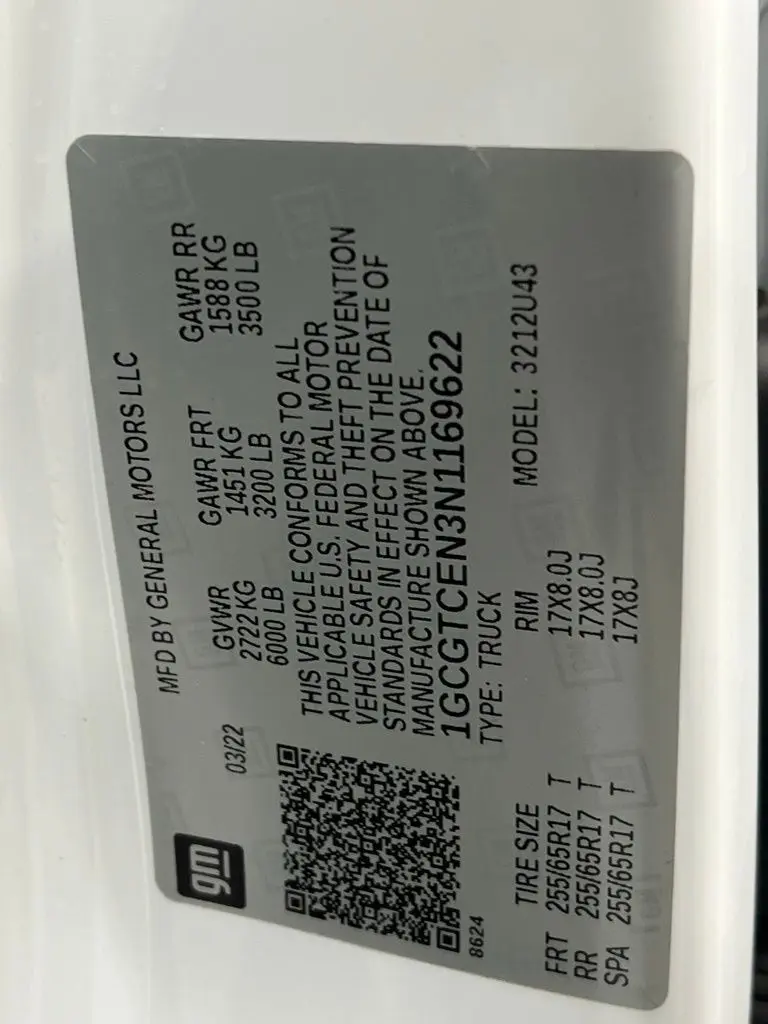 gm
MFD BY GENERAL MOTORS LLC
03/22
GVWR GAWR FRT GAWR RR
2722 KG 1451 KG 1588 KG
6000 LB 3200 LB 3500 LB
THIS VEHICLE CONFORMS TO ALL
APPLICABLE U.S. FEDERAL MOTOR
VEHICLE SAFETY AND THEFT PREVENTION
STANDARDS IN EFFECT ON THE DATE OF
MANUFACTURE SHOWN ABOVE.
1GCGTCEN3N1169622
8624
TYPE: TRUCK
TIRE SIZE RIM MODEL: 3212U43
FRT 255/65R17 T 17X8.0J
RR 255/65R17 T 17X8.0J
SPA 255/65R17 T 17X8J